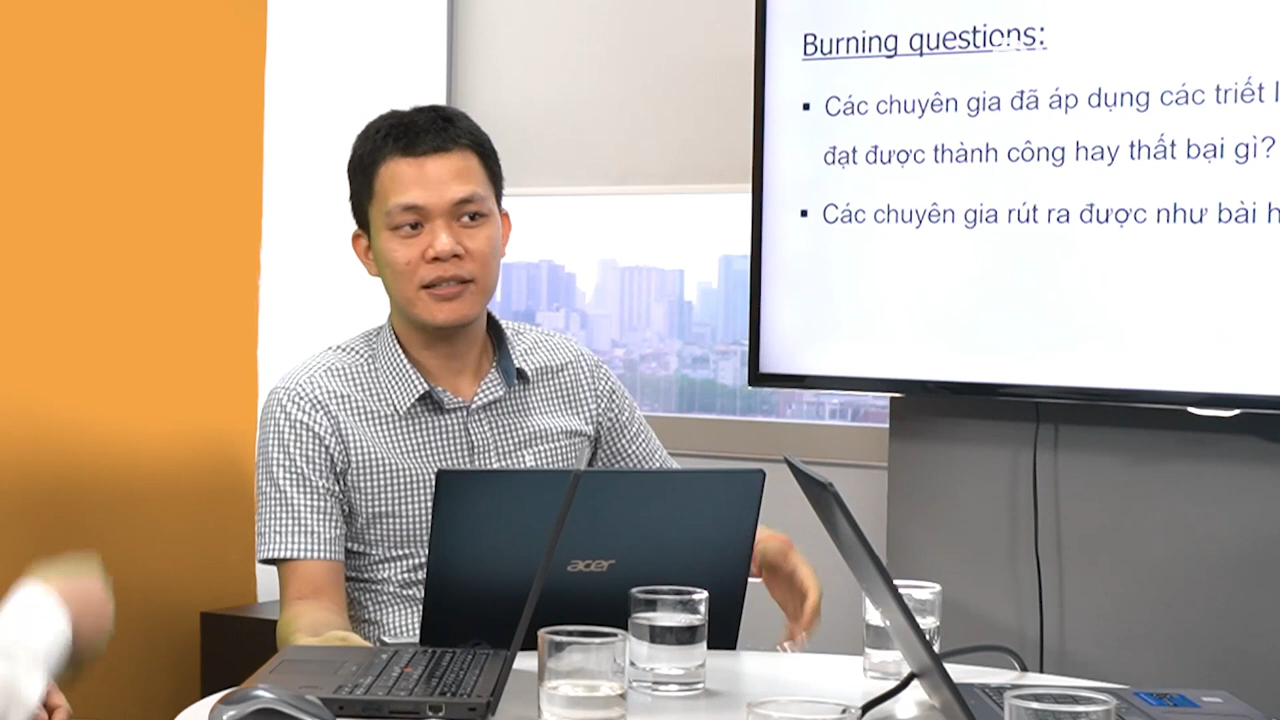 Burning questions:
▪ Các chuyên gia đã áp dụng các triết
đạt được thành công hay thất bại gì?
▪ Các chuyên gia rút ra được như bài
acer